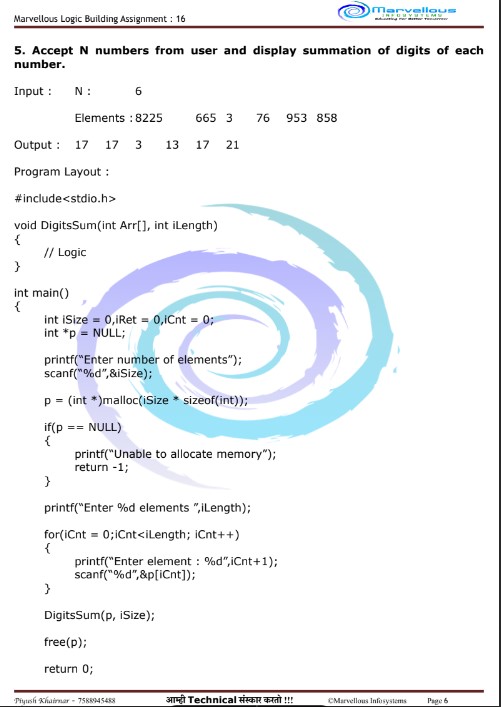 Marvellous Logic Building Assignment : 16
Marvellous
INFOSYSTEMS
Educating for Better Tomorrow
5. Accept N numbers from user and display summation of digits of each
number.
Input : N : 6
Elements : 8225 665 3 76 953 858
Output : 17 17 3 13 17 21
Program Layout :
#include<stdio.h>
void DigitsSum(int Arr[], int iLength)
{
// Logic
}
int main()
{
int iSize = 0,iRet = 0,iCnt = 0;
int *p = NULL;
printf("Enter number of elements");
scanf("%d",&iSize);
p = (int *)malloc(iSize * sizeof(int));
if(p == NULL)
{
printf("Unable to allocate memory");
return -1;
}
printf("Enter %d elements ",iLength);
for(iCnt = 0;iCnt<iLength; iCnt++)
{
printf("Enter element : %d",iCnt+1);
scanf("%d",&p[iCnt]);
}
DigitsSum(p, iSize);
free(p);
return 0;
Piyush Khairnar - 7588945488 आम्ही Technical संस्कार करतो !!! ©Marvellous Infosystems Page 6